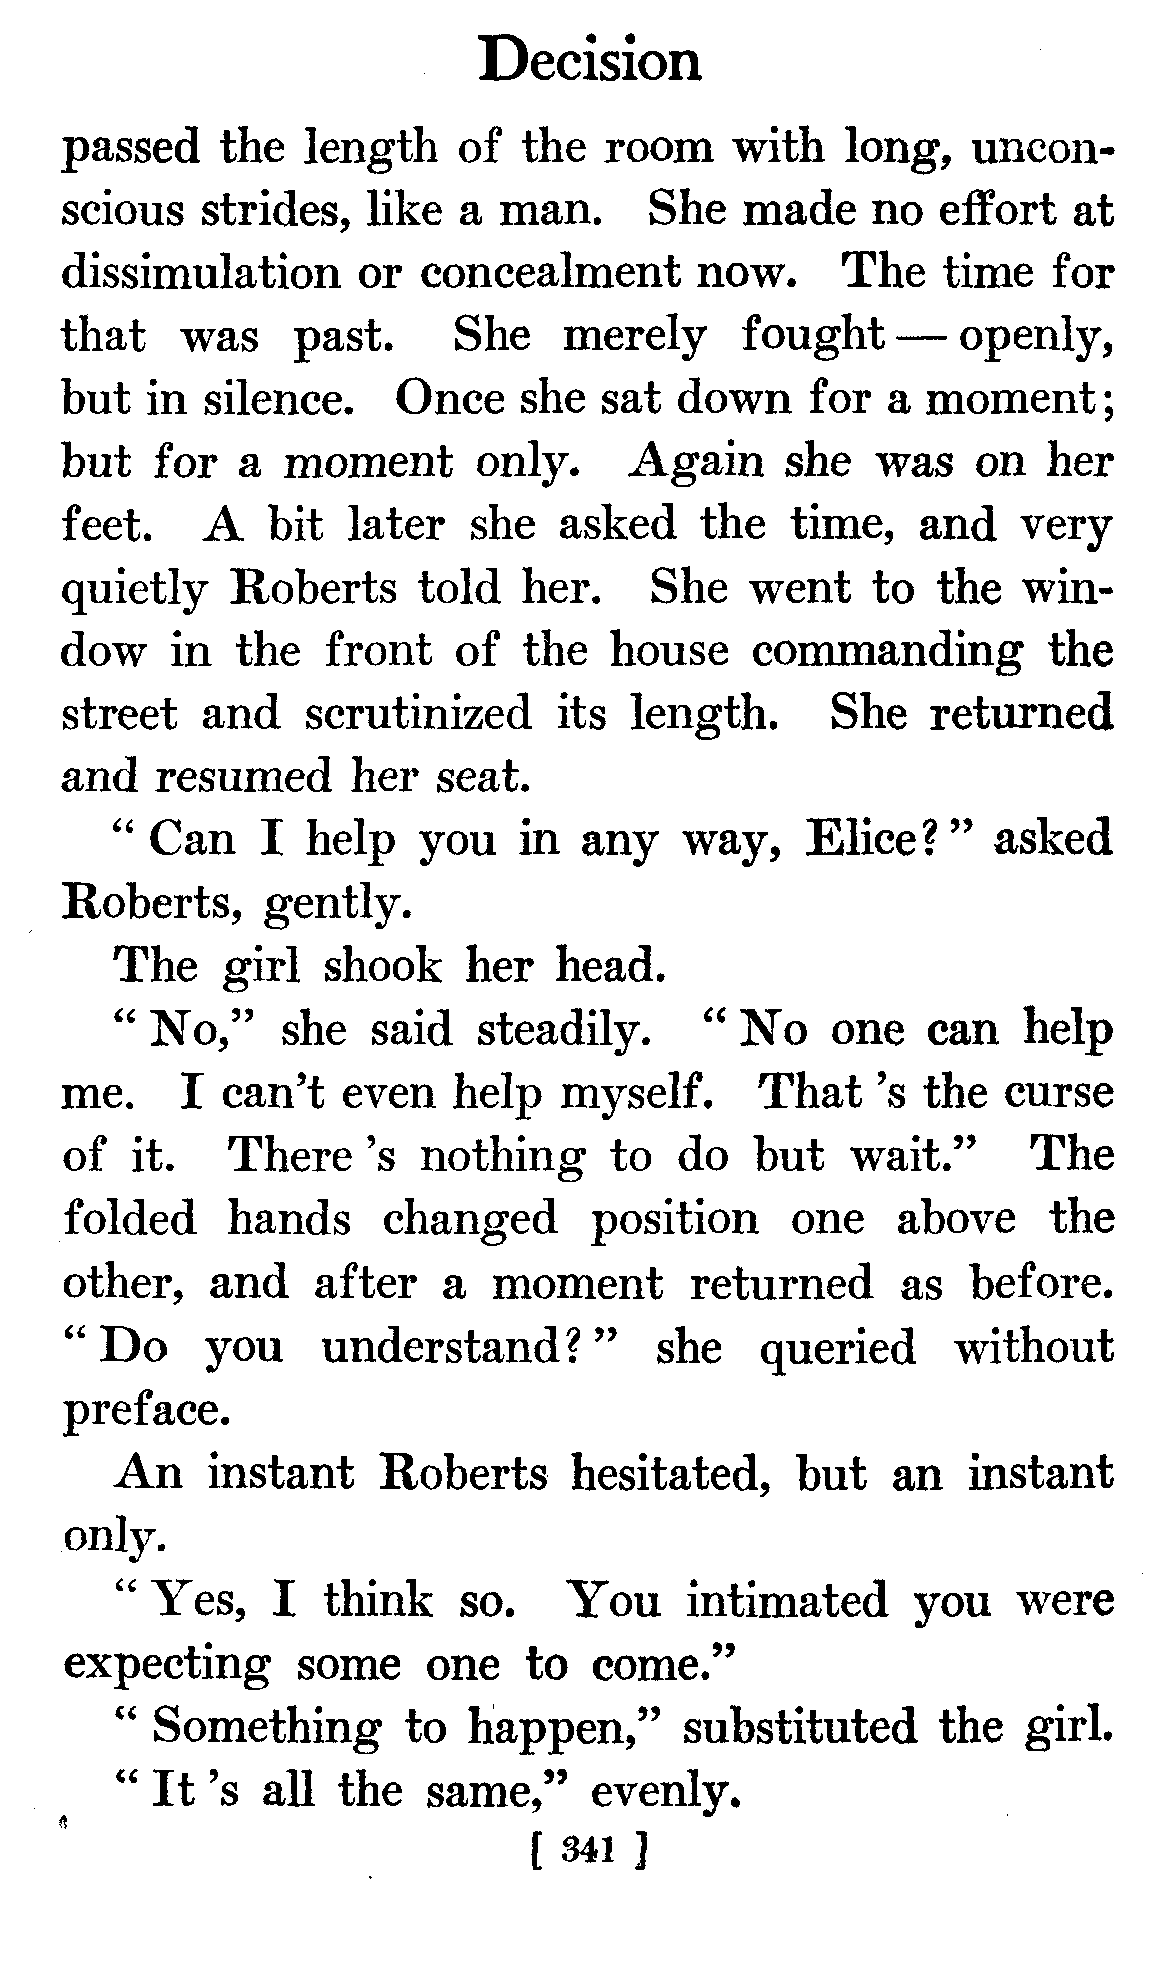 Decision
passed the length of the room with long, uncon-
scious strides, like a man. She made no effort at
dissimulation or concealment now. The time for
that was past. She merely fought — openly,
but in silence. Once she sat down for a moment;
but for a moment only. Again she was on her
feet. A bit later she asked the time, and very
quietly Roberts told her. She went to the win-
dow in the front of the house commanding the
street and scrutinized its length. She returned
and resumed her seat.
“ Can I help you in any way, Elice? ” asked
Roberts, gently.
The girl shook her head.
“ No,” she said steadily. “ No one can help
me. I can’t even help myself. That ’s the curse
of it. There ’s nothing to do but wait.” The
folded hands changed position one above the
other, and after a moment returned as before.
“ Do you understand? ” she queried without
preface.
An instant Roberts hesitated, but an instant
only.
“ Yes, I think so. You intimated you were
expecting some one to come.”
“ Something to happen,” substituted the girl.
“ It ’s all the same,” evenly.
[ 341 ]